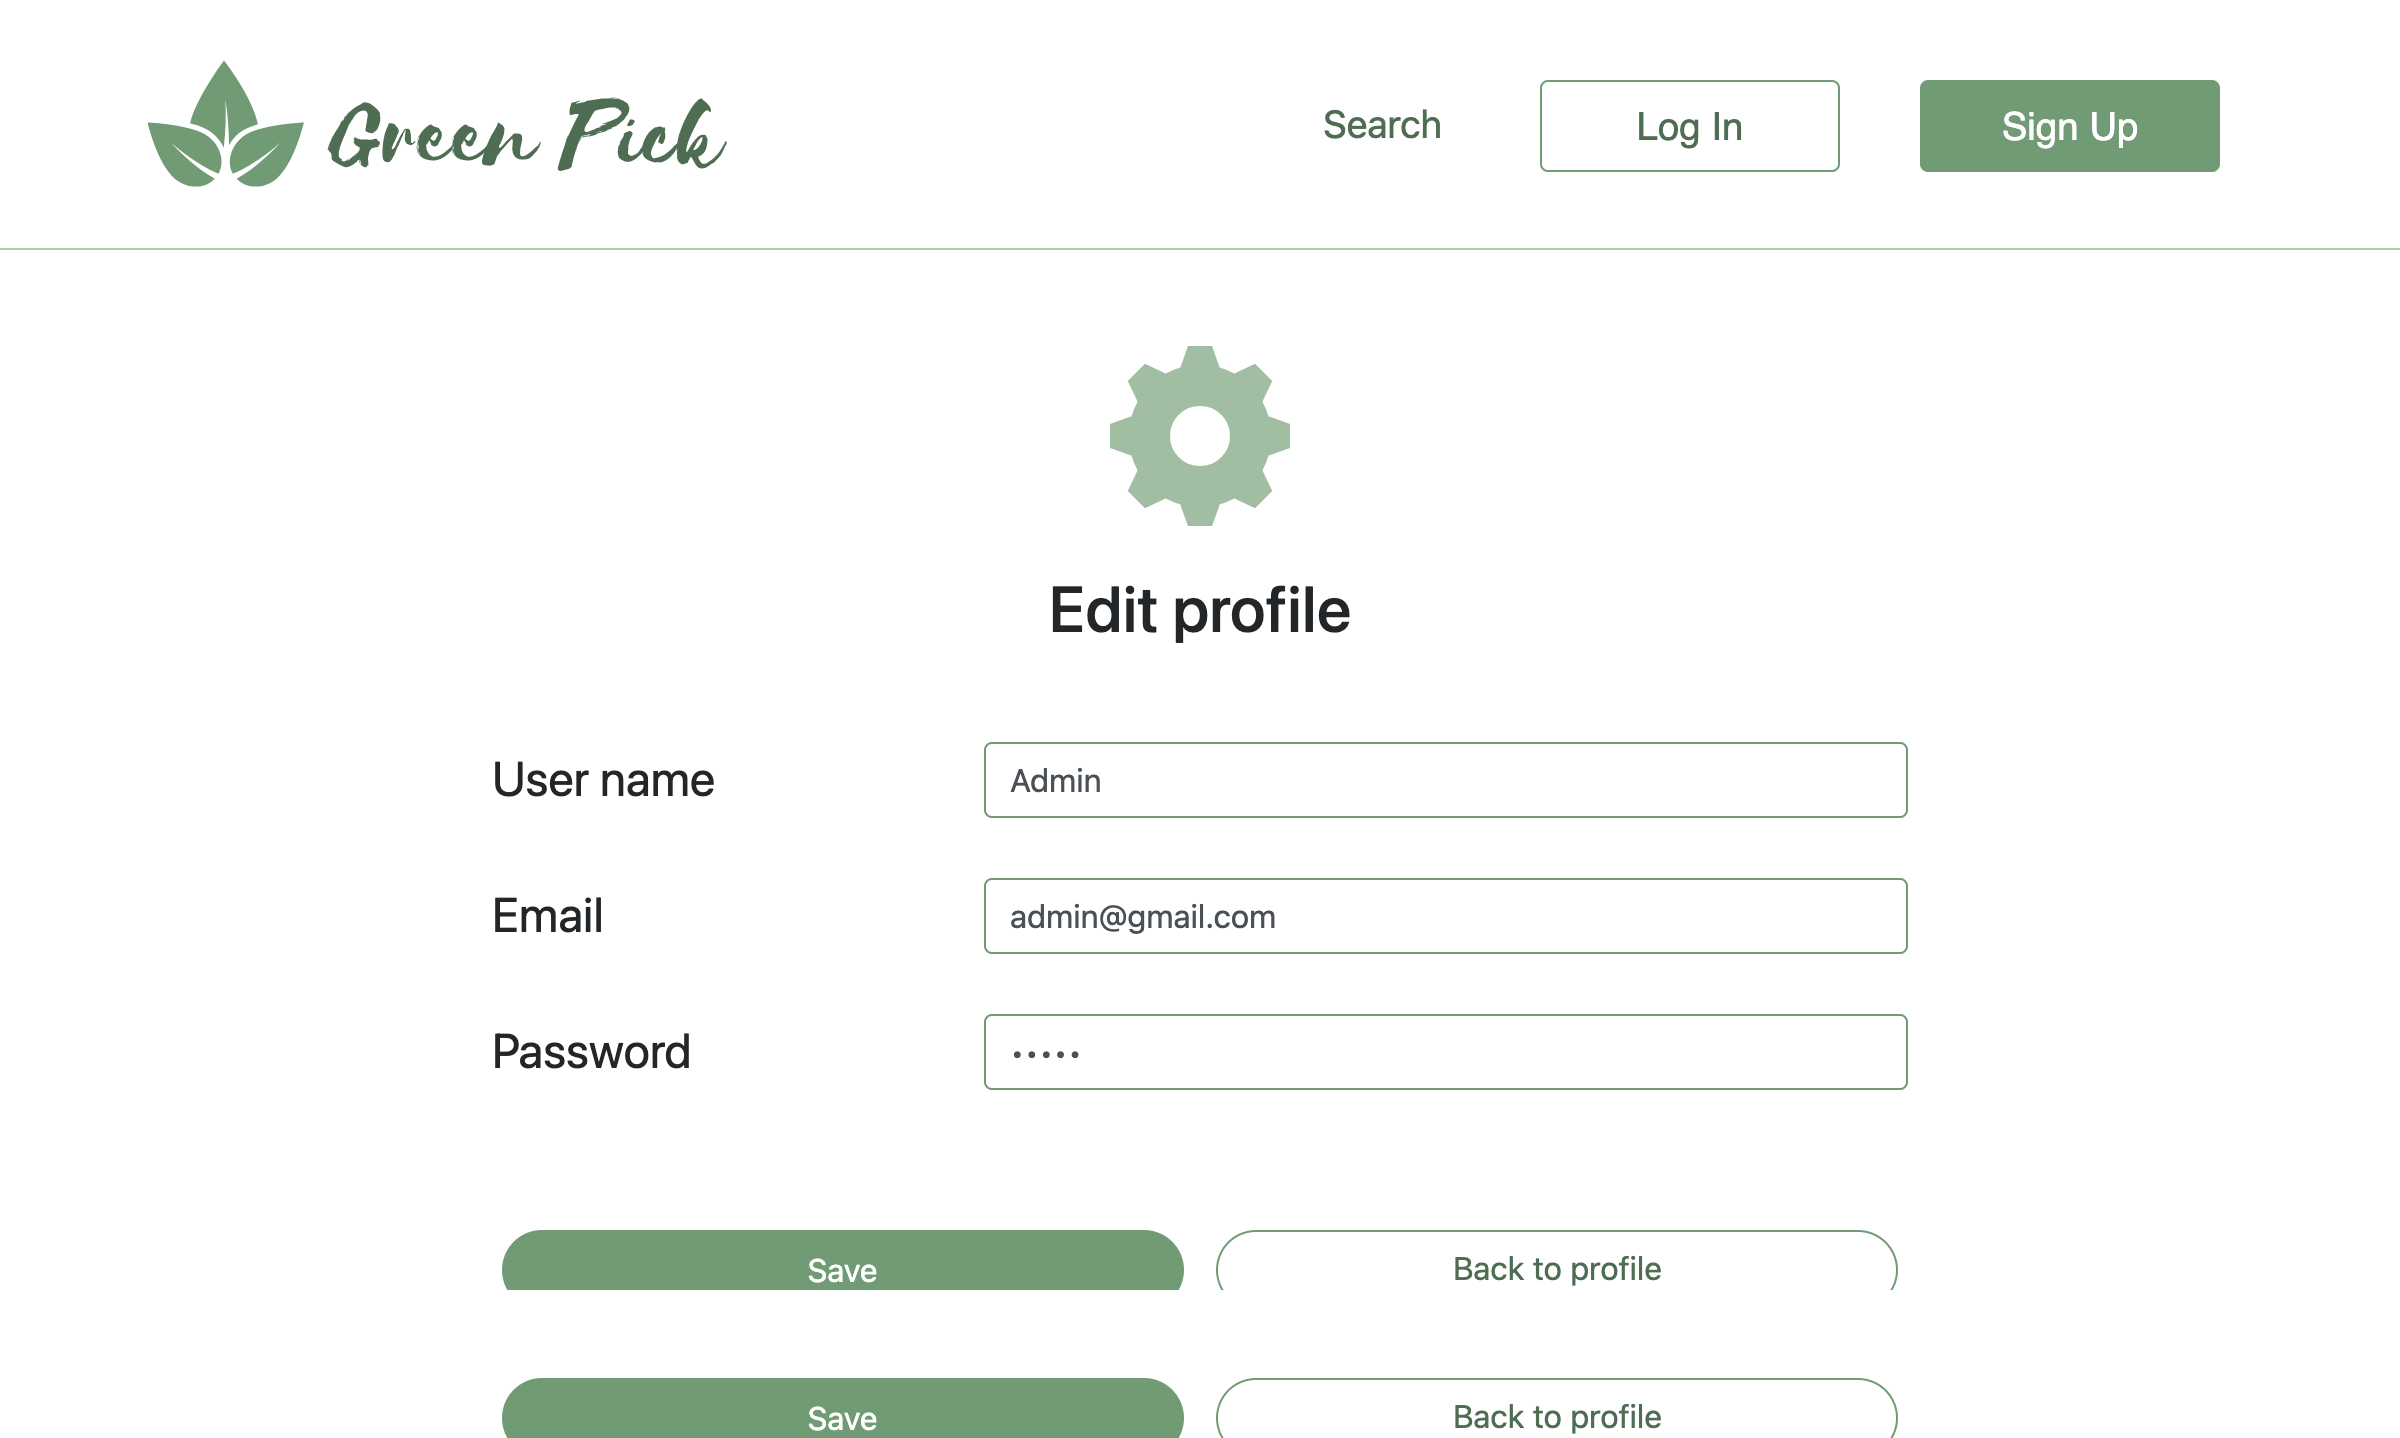 Green Pick
Search
Log In
Sign Up
Edit profile
User name
Admin
Email
admin@gmail.com
Password
•••••
Save
Back to profile
Save
Back to profile